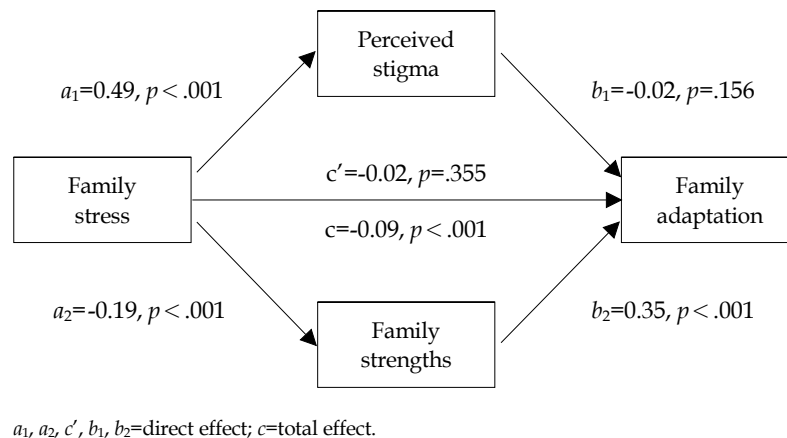 Perceived
stigma
a₁=0.49, p<.001
b₁=-0.02, p=.156
Family
stress
c’=-0.02, p=.355
c=-0.09, p<.001
Family
adaptation
a₂=-0.19, p<.001
b₂=0.35, p<.001
Family
strengths
a₁, a₂, c’, b₁, b₂=direct effect; c=total effect.